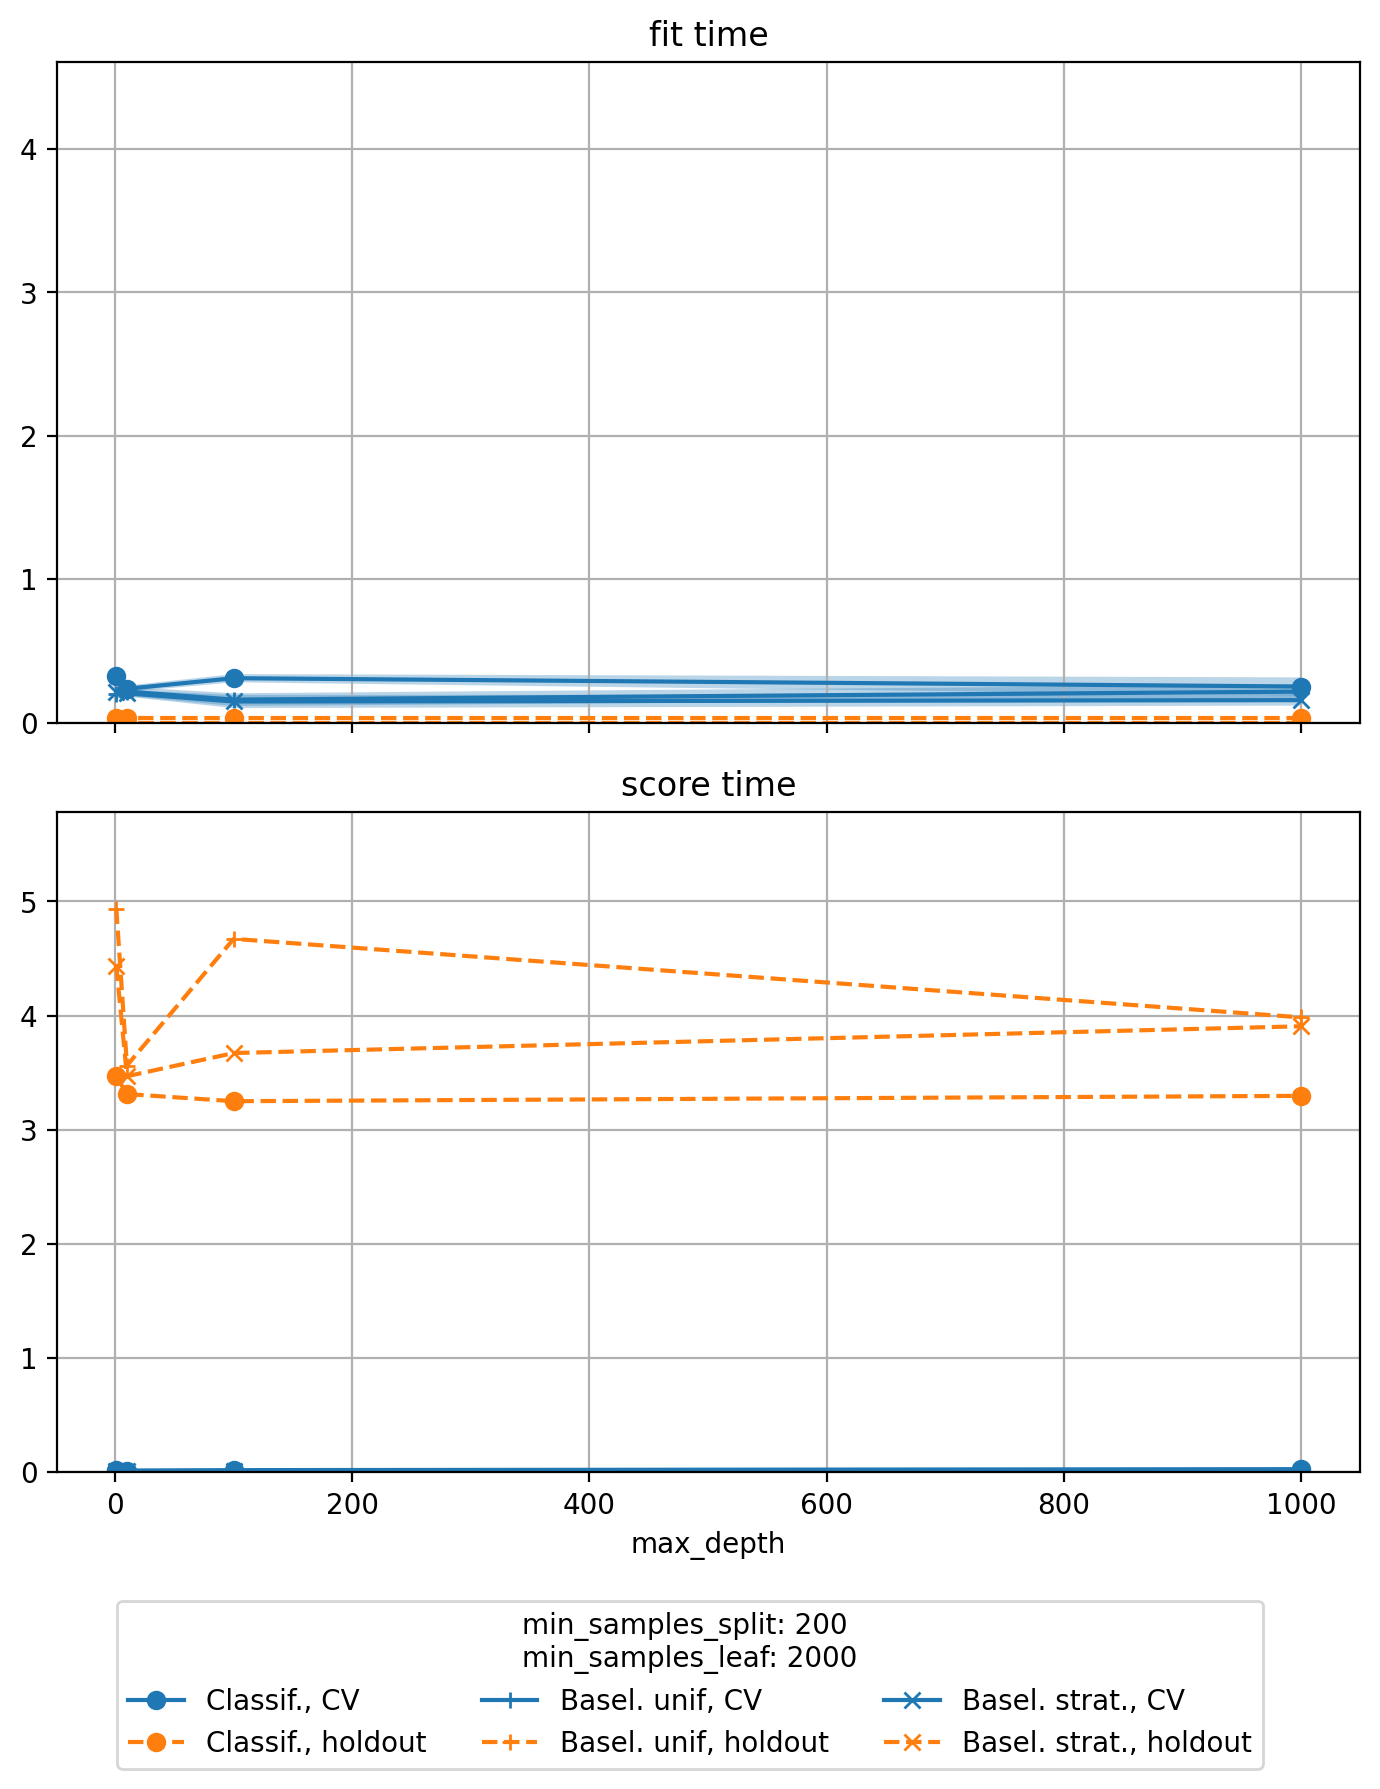 fit time
4
3
2
1
0
score time
5
4
3
2
1
0
0 200 400 600 800 1000
max_depth
min_samples_split: 200
min_samples_leaf: 2000
Classif., CV Basel. unif, CV Basel. strat., CV
Classif., holdout Basel. unif, holdout Basel. strat., holdout